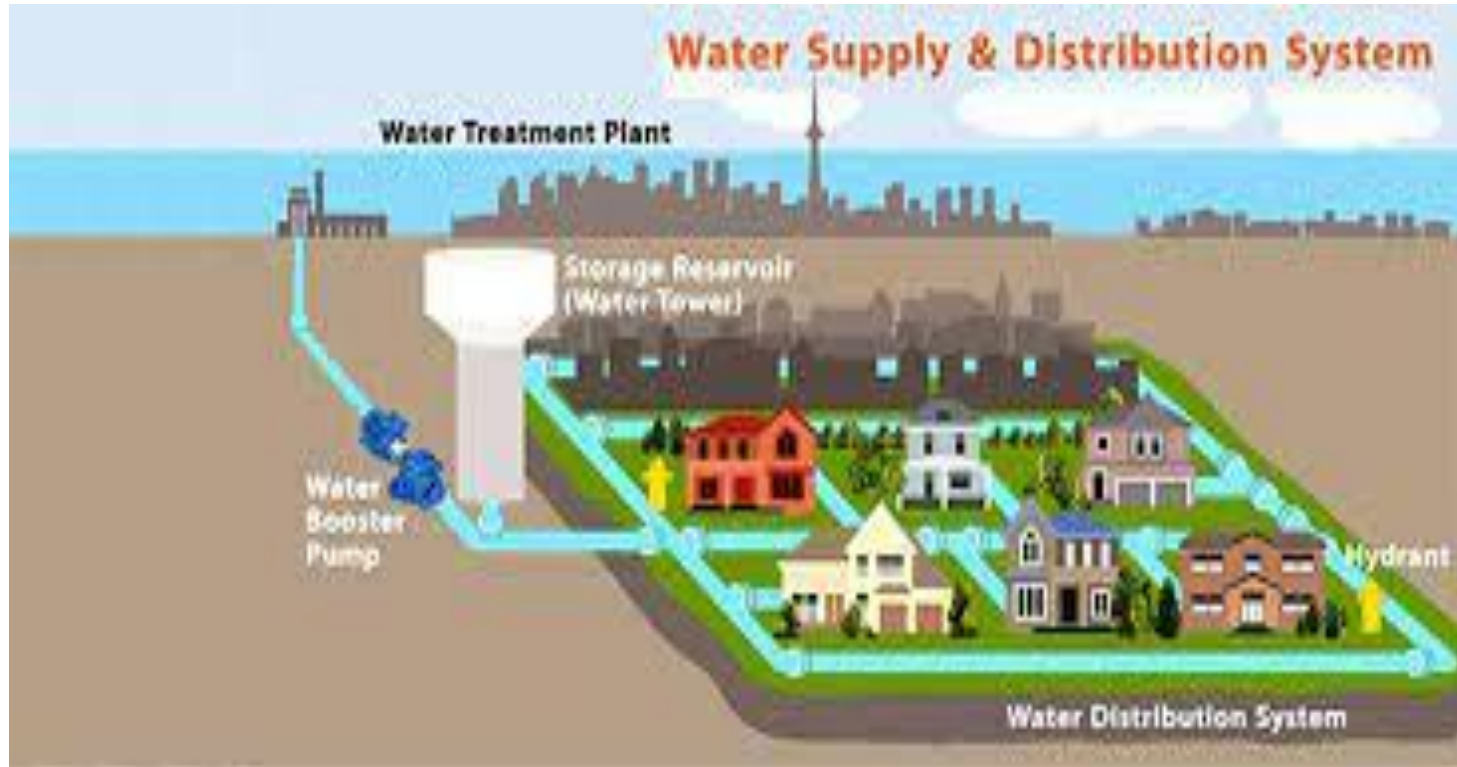 Water Supply & Distribution System
Water Treatment Plant
Storage Reservoir
(Water Tower)
Water
Booster
Pump
Hydrant
Water Distribution System